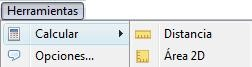 Herramientas
Calcular
Distancia
Opciones...
Área 2D